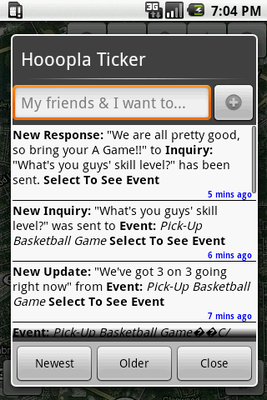 3G
7:04 PM
Hooopla Ticker
My friends & I want to...
New Response: "We are all pretty good,
so bring your A Game!!" to Inquiry:
"What's you guys' skill level?" has been
sent. Select To See Event
5 mins ago
New Inquiry: "What's you guys' skill
level?" was sent to Event: Pick-Up
Basketball Game Select To See Event
6 mins ago
New Update: "We've got 3 on 3 going
right now" from Event: Pick-Up Basketball
Game Select To See Event
7 mins ago
Event: Pick-Up Basketball Game��C/
Newest
Older
Close